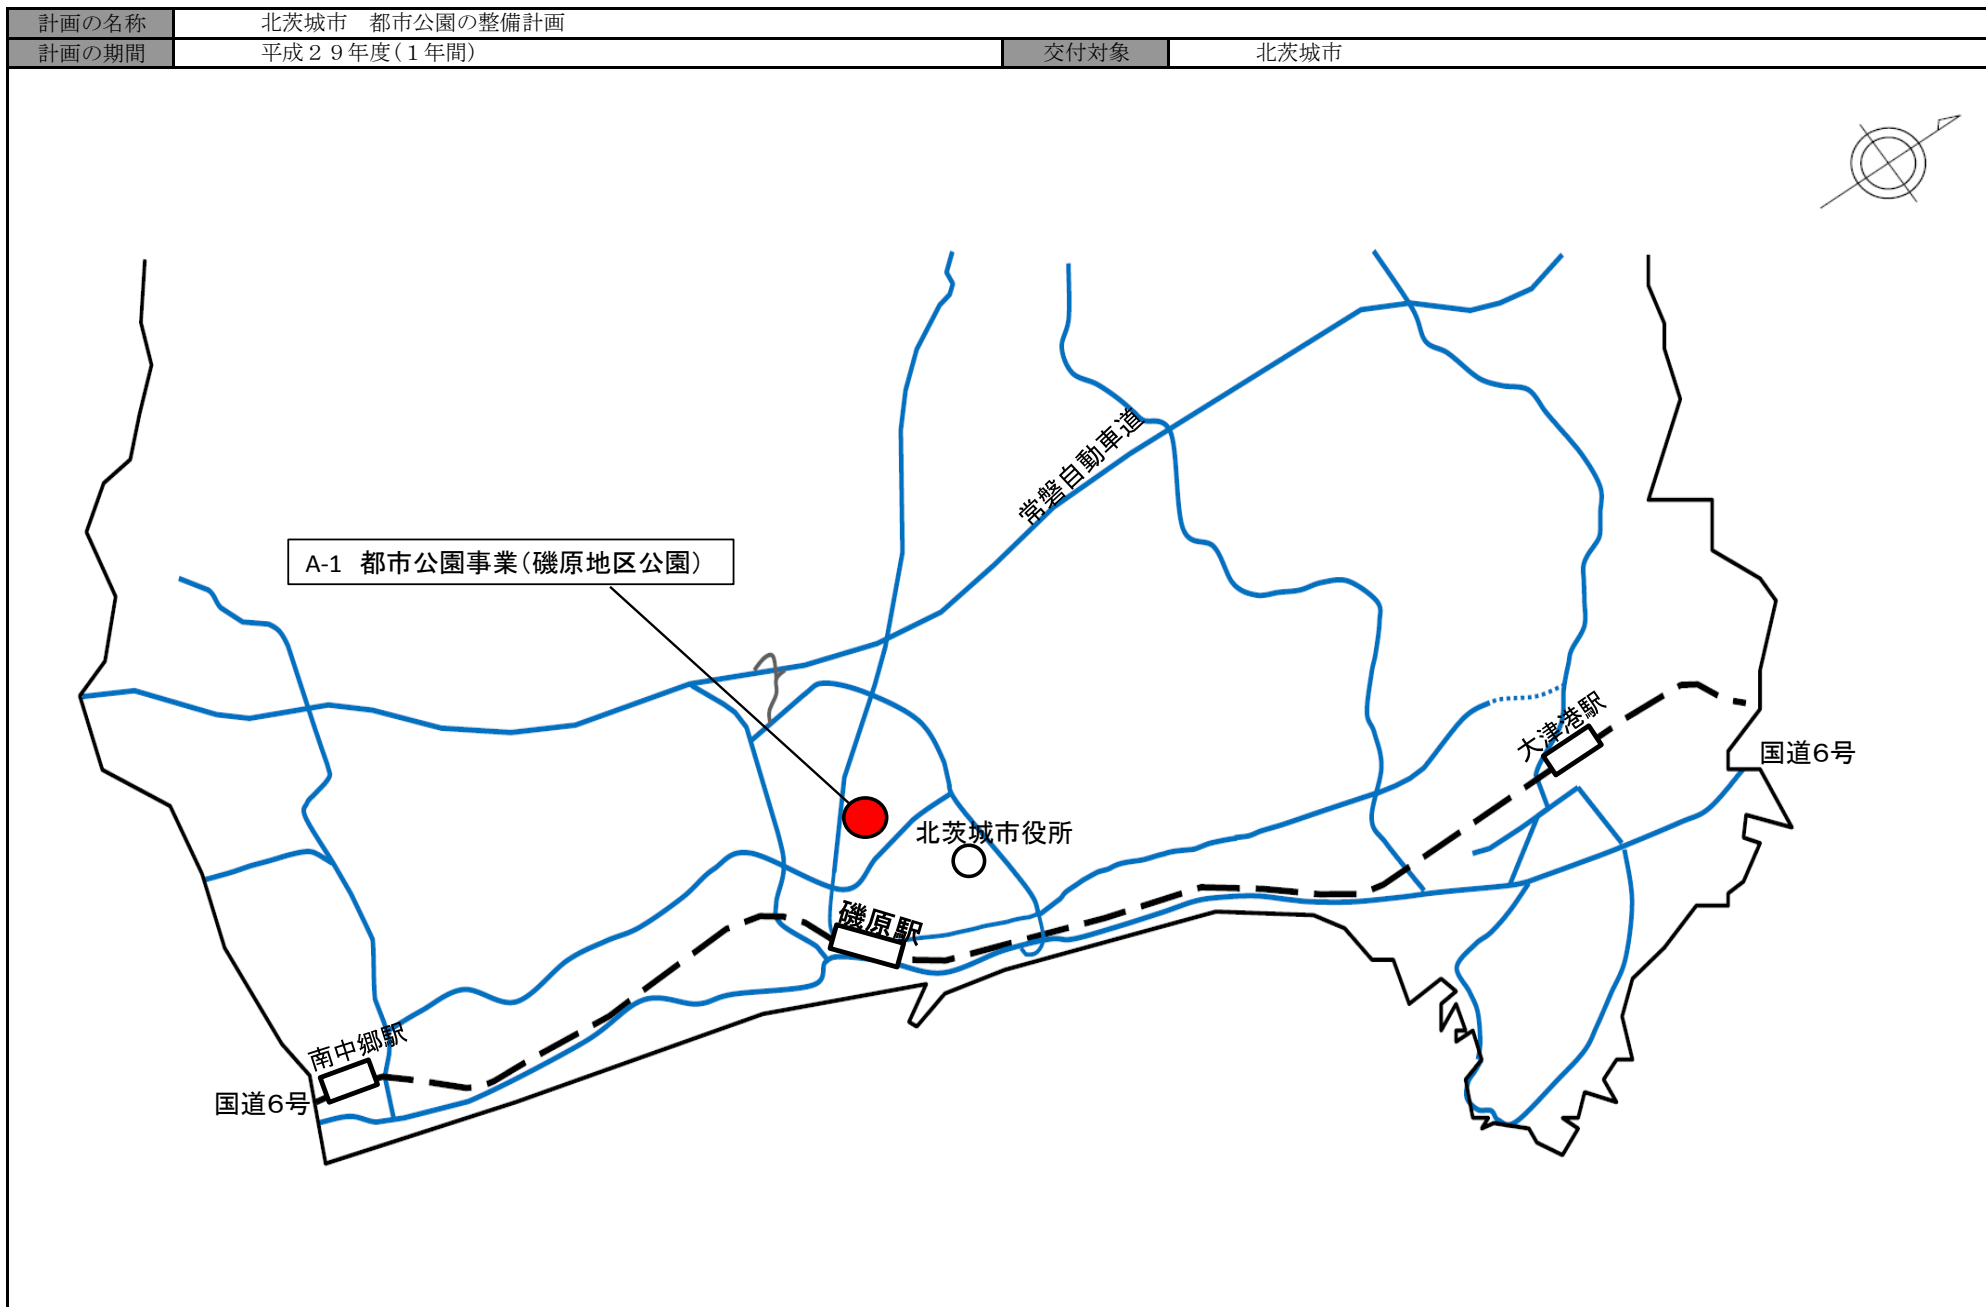 計画の名称
北茨城市　都市公園の整備計画
計画の期間
平成２９年度(１年間)
交付対象
北茨城市
常磐自動車道
A-1 都市公園事業(磯原地区公園)
大津港駅
国道6号
北茨城市役所
磯原駅
南中郷駅
国道6号